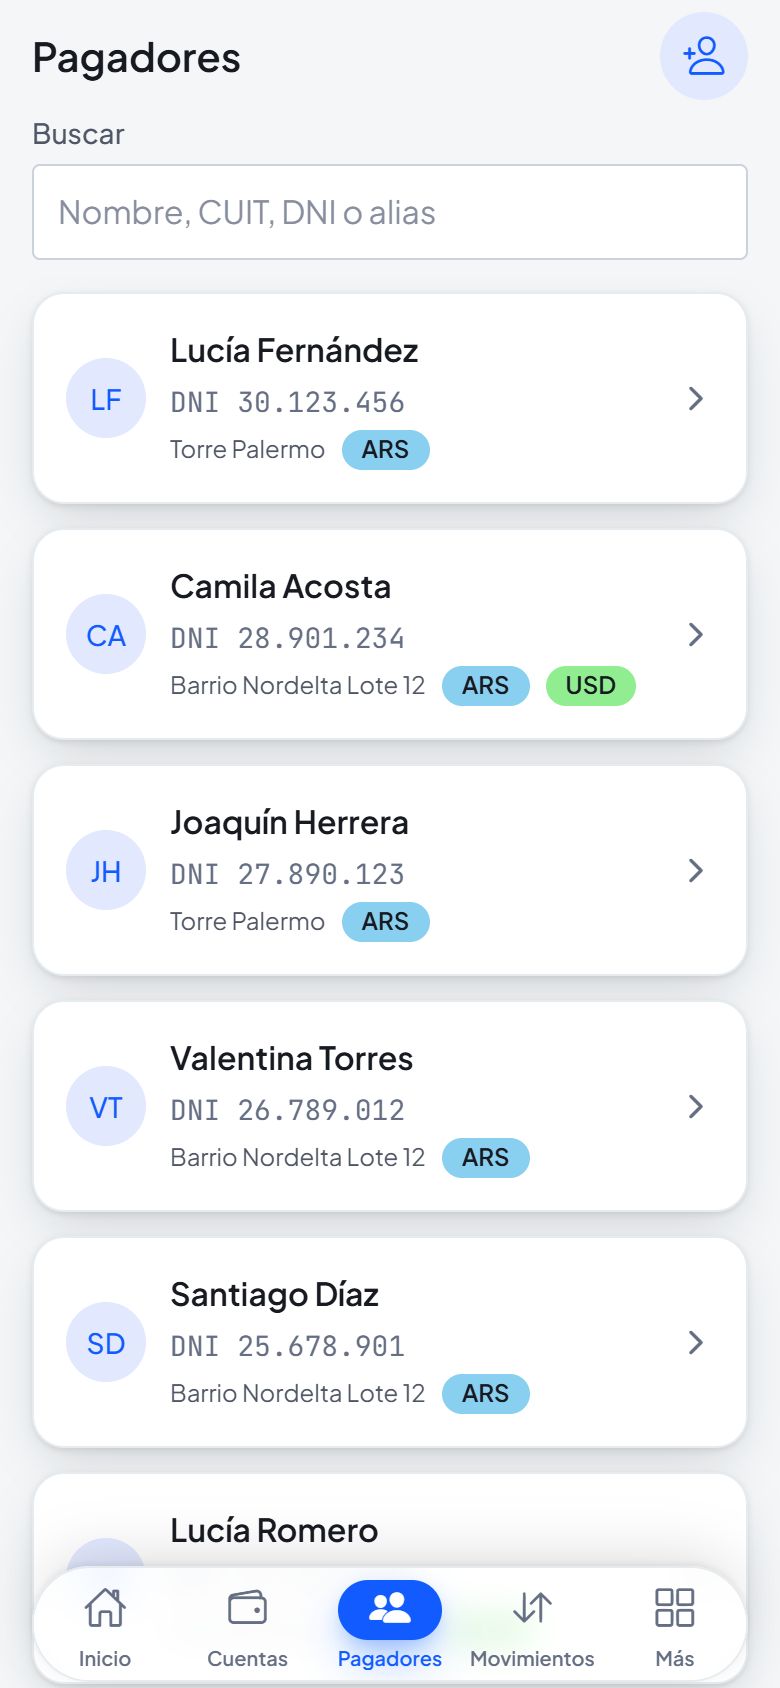 Pagadores
Buscar
Nombre, CUIT, DNI o alias
LF
Lucía Fernández
DNI 30.123.456
Torre Palermo ARS
CA
Camila Acosta
DNI 28.901.234
Barrio Nordelta Lote 12 ARS USD
JH
Joaquín Herrera
DNI 27.890.123
Torre Palermo ARS
VT
Valentina Torres
DNI 26.789.012
Barrio Nordelta Lote 12 ARS
SD
Santiago Díaz
DNI 25.678.901
Barrio Nordelta Lote 12 ARS
Lucía Romero
Inicio Cuentas Pagadores Movimientos Más